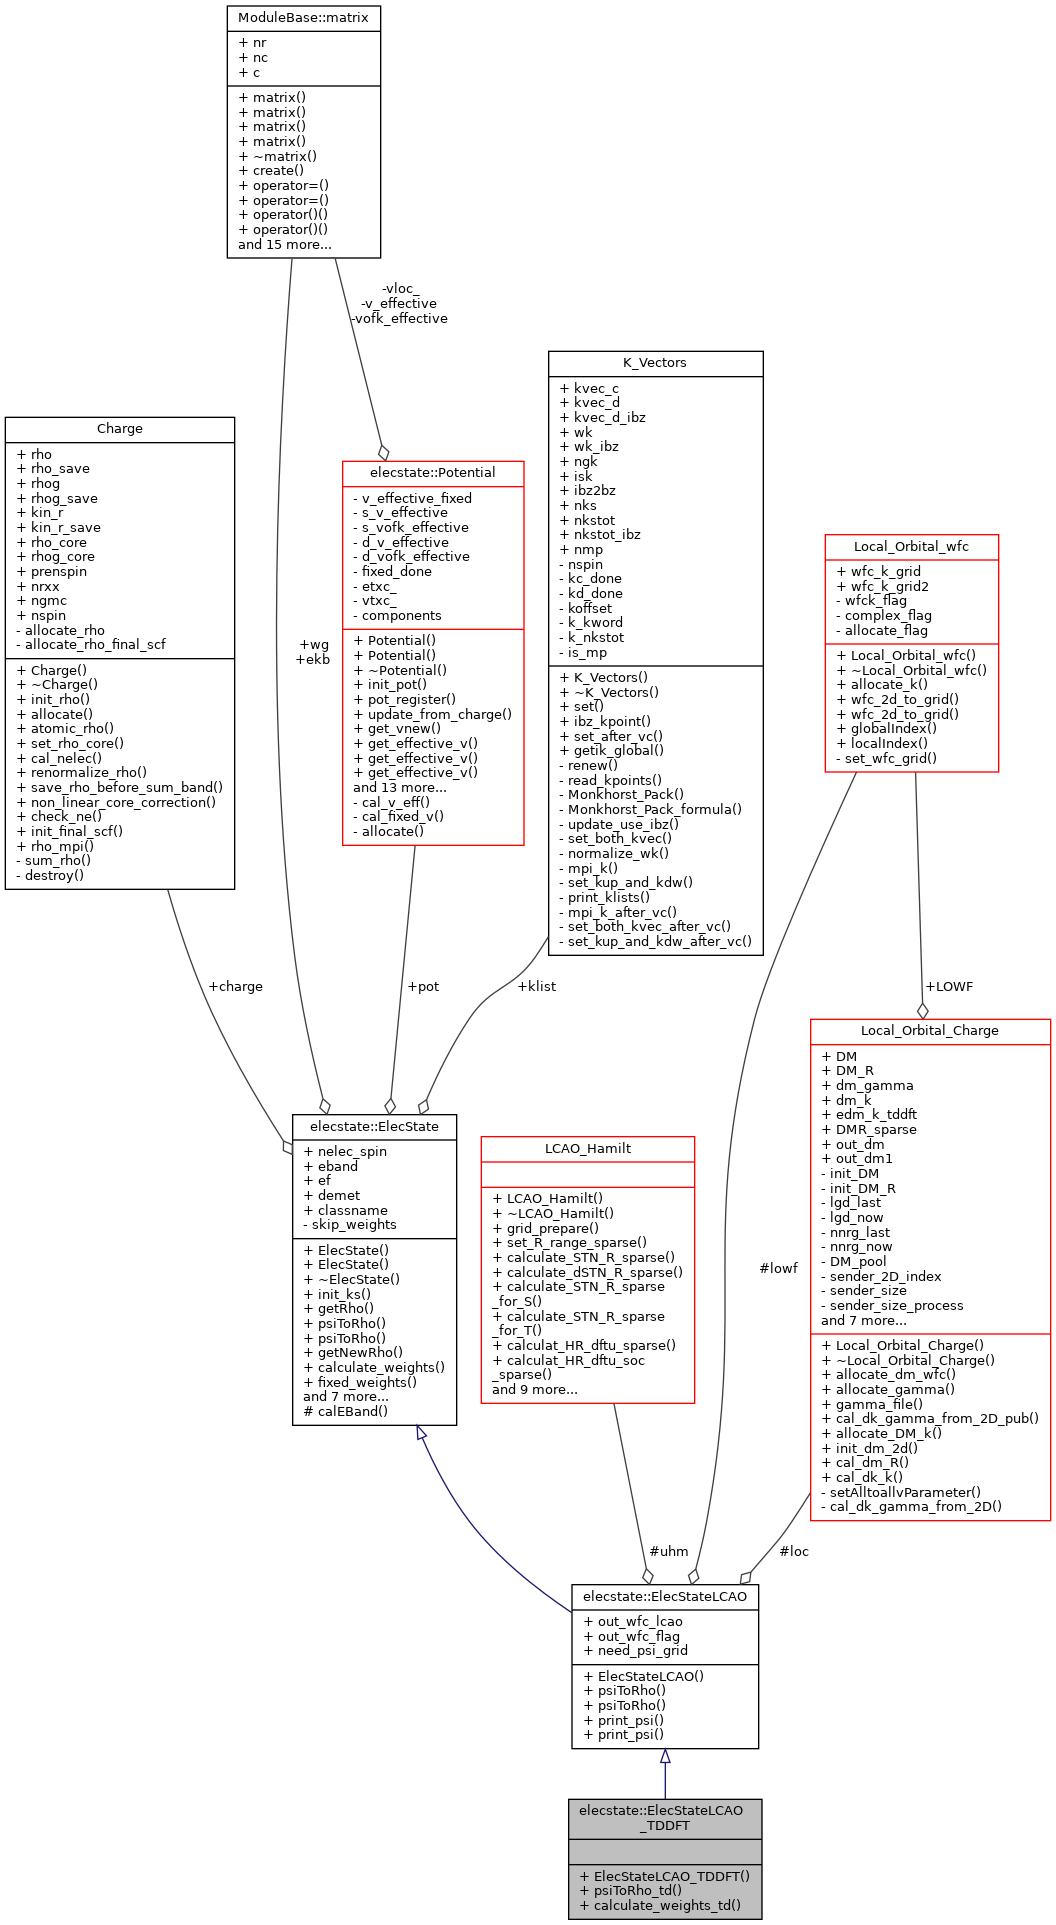 ModuleBase::matrix
+ nr
+ nc
+ c
+ matrix()
+ matrix()
+ matrix()
+ matrix()
+ ~matrix()
+ create()
+ operator=()
+ operator=()
+ operator()()
+ operator()()
and 15 more...
-vloc_
-v_effective
-vofk_effective
K_Vectors
+ kvec_c
+ kvec_d
+ kvec_d_ibz
+ wk
+ wk_ibz
+ ngk
+ isk
+ ibz2bz
+ nks
+ nkstot
+ nkstot_ibz
+ nmp
- nspin
- kc_done
- kd_done
- koffset
- k_kword
- k_nkstot
- is_mp
+ K_Vectors()
+ ~K_Vectors()
+ set()
+ ibz_kpoint()
+ set_after_vc()
+ getik_global()
- renew()
- read_kpoints()
- Monkhorst_Pack()
- Monkhorst_Pack_formula()
- update_use_ibz()
- set_both_kvec()
- normalize_wk()
- mpi_k()
- set_kup_and_kdw()
- print_klists()
- mpi_k_after_vc()
- set_both_kvec_after_vc()
- set_kup_and_kdw_after_vc()
Charge
+ rho
+ rho_save
+ rhog
+ rhog_save
+ kin_r
+ kin_r_save
+ rho_core
+ rhog_core
+ prenspin
+ nrxx
+ ngmc
+ nspin
- allocate_rho
- allocate_rho_final_scf
+ Charge()
+ ~Charge()
+ init_rho()
+ allocate()
+ atomic_rho()
+ set_rho_core()
+ cal_nelec()
+ renormalize_rho()
+ save_rho_before_sum_band()
+ non_linear_core_correction()
+ check_ne()
+ init_final_scf()
+ rho_mpi()
- sum_rho()
- destroy()
elecstate::Potential
- v_effective_fixed
- s_v_effective
- s_vofk_effective
- d_v_effective
- d_vofk_effective
- fixed_done
- etxc_
- vtxc_
- components
+ Potential()
+ Potential()
+ ~Potential()
+ init_pot()
+ pot_register()
+ update_from_charge()
+ get_vnew()
+ get_effective_v()
+ get_effective_v()
+ get_effective_v()
and 13 more...
- cal_v_eff()
- cal_fixed_v()
- allocate()
+wg
+ekb
Local_Orbital_wfc
+ wfc_k_grid
+ wfc_k_grid2
- wfck_flag
- complex_flag
- allocate_flag
+ Local_Orbital_wfc()
+ ~Local_Orbital_wfc()
+ allocate_k()
+ wfc_2d_to_grid()
+ wfc_2d_to_grid()
+ globalIndex()
+ localIndex()
- set_wfc_grid()
+charge
+pot
+klist
+LOWF
Local_Orbital_Charge
+ DM
+ DM_R
+ dm_gamma
+ dm_k
+ edm_k_tddft
+ DMR_sparse
+ out_dm
+ out_dm1
- init_DM
- init_DM_R
- lgd_last
- lgd_now
- nnrg_last
- nnrg_now
- DM_pool
- sender_2D_index
- sender_size
- sender_size_process
and 7 more...
+ Local_Orbital_Charge()
+ ~Local_Orbital_Charge()
+ allocate_dm_wfc()
+ allocate_gamma()
+ gamma_file()
+ cal_dk_gamma_from_2D_pub()
+ allocate_DM_k()
+ init_dm_2d()
+ cal_dm_R()
+ cal_dk_k()
- setAlltoallvParameter()
- cal_dk_gamma_from_2D()
elecstate::ElecState
+ nelec_spin
+ eband
+ ef
+ demet
+ classname
- skip_weights
+ ElecState()
+ ElecState()
+ ~ElecState()
+ init_ks()
+ getRho()
+ psiToRho()
+ psiToRho()
+ getNewRho()
+ calculate_weights()
+ fixed_weights()
and 7 more...
# calEBand()
LCAO_Hamilt
+ LCAO_Hamilt()
+ ~LCAO_Hamilt()
+ grid_prepare()
+ set_R_range_sparse()
+ calculate_STN_R_sparse()
+ calculate_dSTN_R_sparse()
+ calculate_STN_R_sparse
_for_S()
+ calculate_STN_R_sparse
_for_T()
+ calculat_HR_dftu_sparse()
+ calculat_HR_dftu_soc
_sparse()
and 9 more...
#lowf
#uhm
#loc
elecstate::ElecStateLCAO
+ out_wfc_lcao
+ out_wfc_flag
+ need_psi_grid
+ ElecStateLCAO()
+ psiToRho()
+ psiToRho()
+ print_psi()
+ print_psi()
elecstate::ElecStateLCAO
_TDDFT
+ ElecStateLCAO_TDDFT()
+ psiToRho_td()
+ calculate_weights_td()